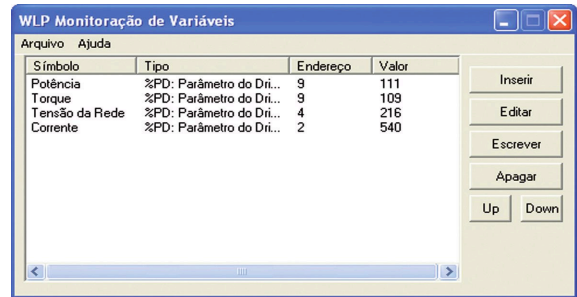 WLP Monitoração de Variáveis
Arquivo Ajuda
Símbolo Tipo Endereço Valor
Potência %PD: Parâmetro do Dri... 9 111
Torque %PD: Parâmetro do Dri... 9 109
Tensão da Rede %PD: Parâmetro do Dri... 4 216
Corrente %PD: Parâmetro do Dri... 2 540
Inserir
Editar
Escrever
Apagar
Up Down